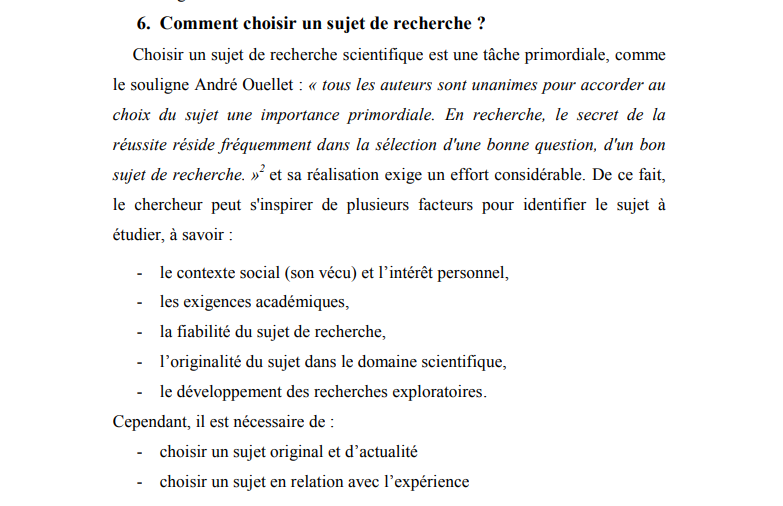 6. Comment choisir un sujet de recherche ?
Choisir un sujet de recherche scientifique est une tâche primordiale, comme
le souligne André Ouellet : « tous les auteurs sont unanimes pour accorder au
choix du sujet une importance primordiale. En recherche, le secret de la
réussite réside fréquemment dans la sélection d'une bonne question, d'un bon
sujet de recherche. »2 et sa réalisation exige un effort considérable. De ce fait,
le chercheur peut s'inspirer de plusieurs facteurs pour identifier le sujet à
étudier, à savoir :
- le contexte social (son vécu) et l’intérêt personnel,
- les exigences académiques,
- la fiabilité du sujet de recherche,
- l’originalité du sujet dans le domaine scientifique,
- le développement des recherches exploratoires.
Cependant, il est nécessaire de :
- choisir un sujet original et d’actualité
- choisir un sujet en relation avec l’expérience